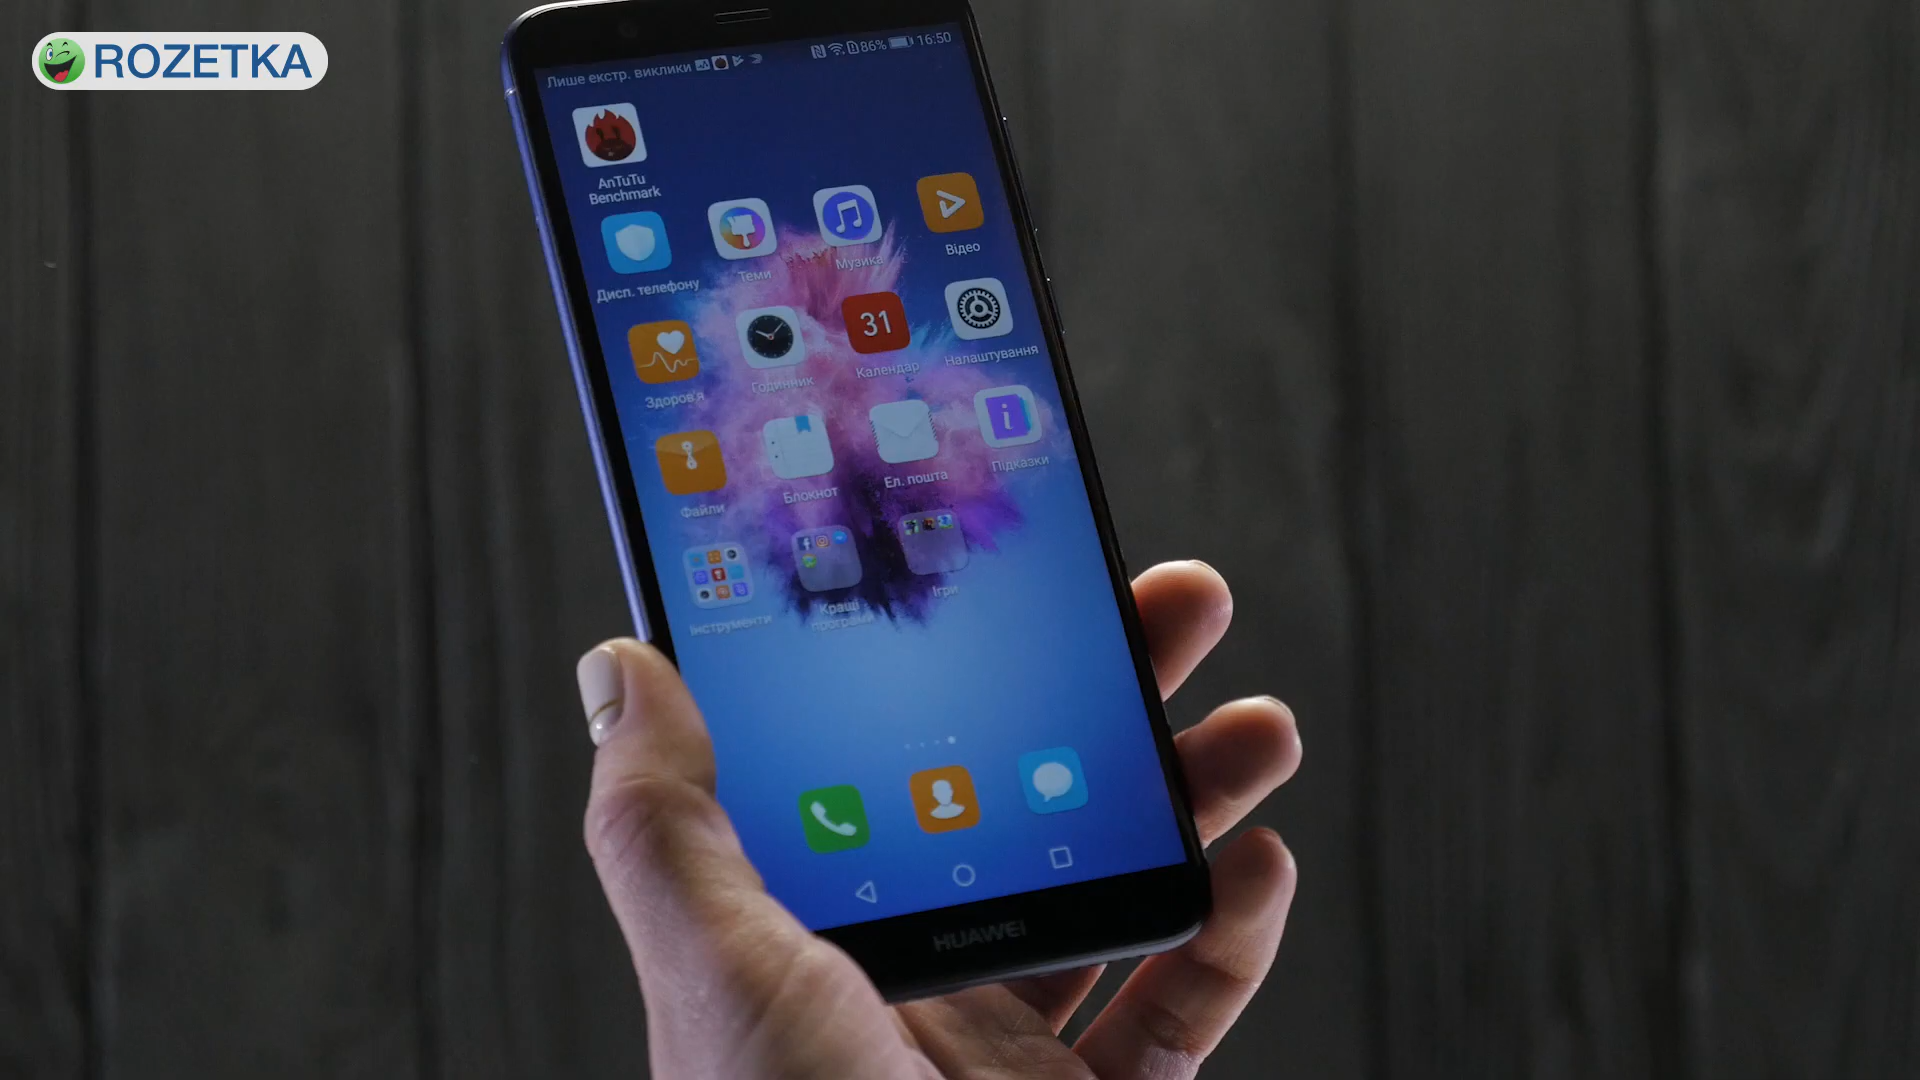 ROZETKA
Лише екстр. виклики
86% 16:50
AnTuTu
Benchmark
Дисп. телефону
Теми
Музика
Відео
Здоров'я
Годинник
31
Календар
Налаштування
Файли
Блокнот
Ел. пошта
Підказки
Інструменти
Кращі
програми
Ігри
HUAWEI